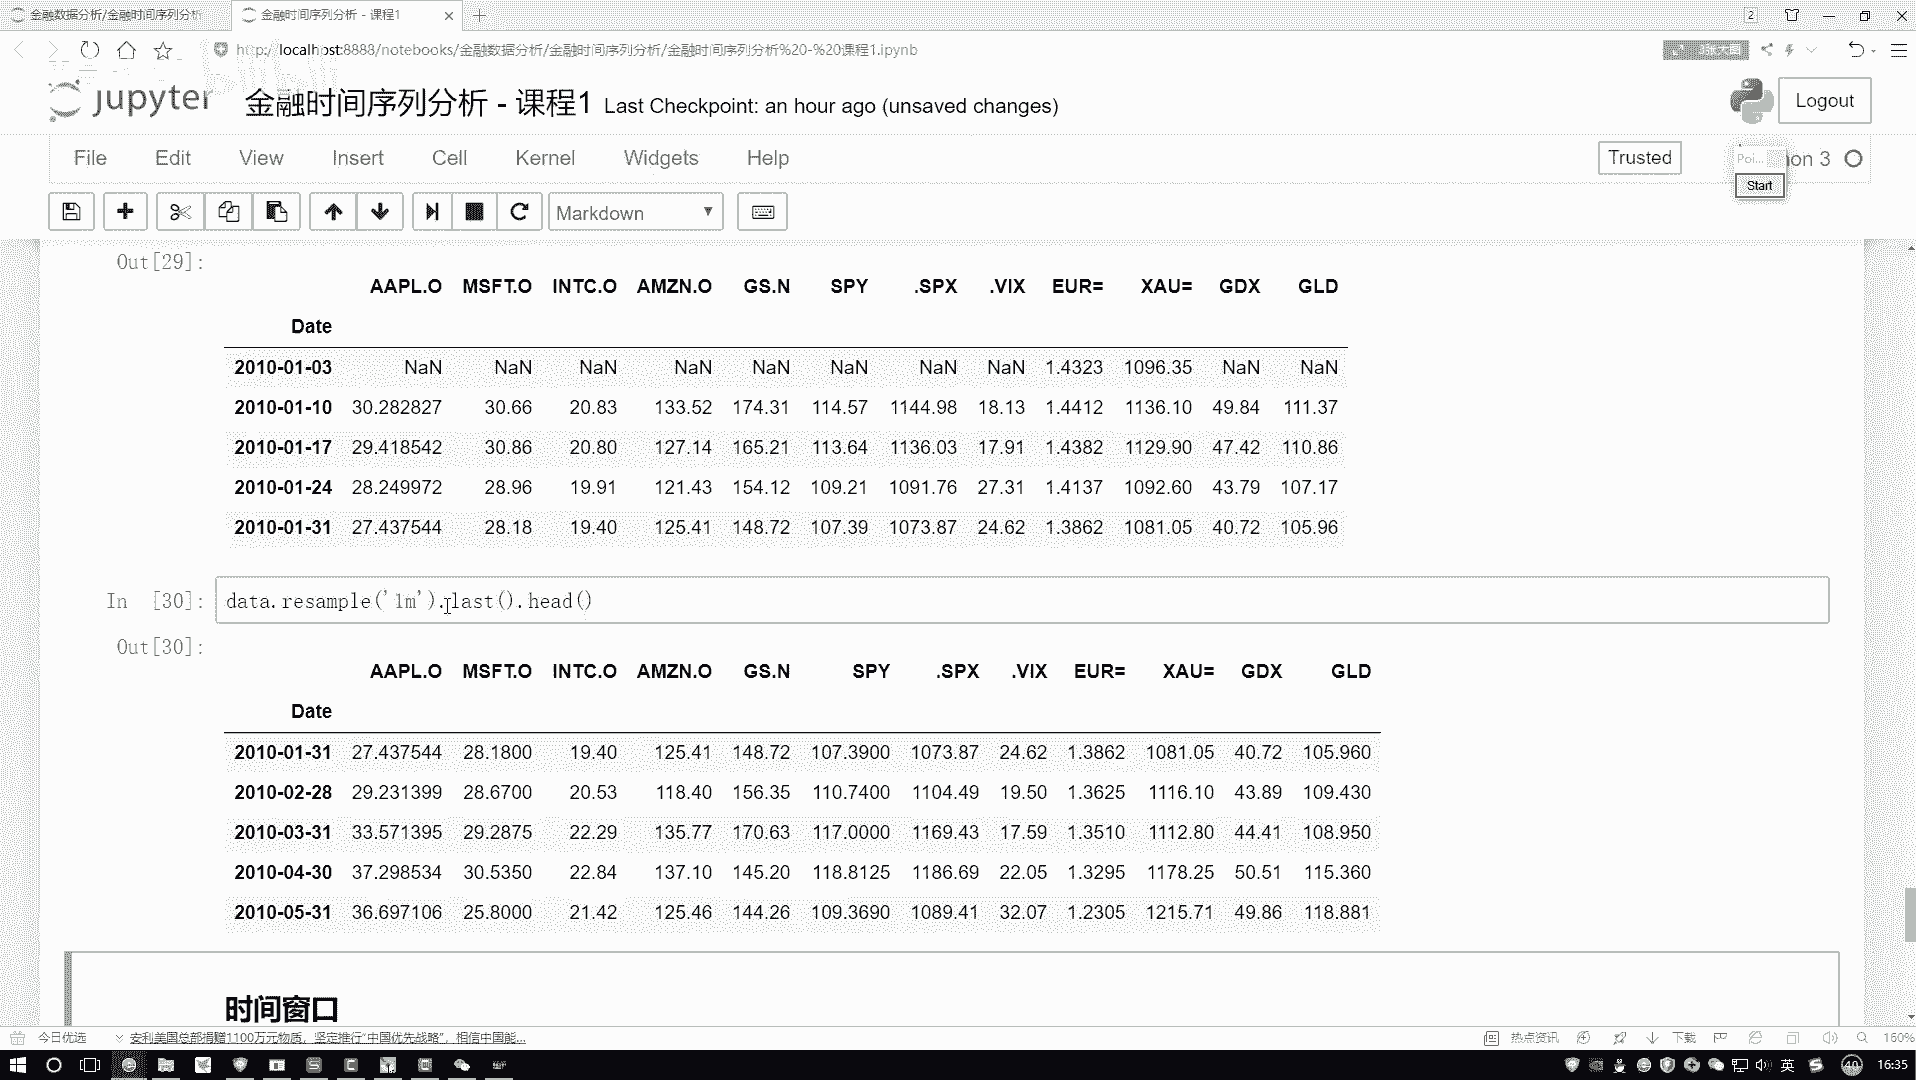 金融数据分析/金融时间序列分析
金融时间序列分析 - 课程1
2
http://localhost:8888/notebooks/金融数据分析/金融时间序列分析/金融时间序列分析%20-%20课程1.ipynb
jupyter 金融时间序列分析 - 课程1 Last Checkpoint: an hour ago (unsaved changes)
Logout
File Edit View Insert Cell Kernel Widgets Help
Trusted
Poi... on 3
Start
Markdown
Out[29]:
AAPL.O MSFT.O INTC.O AMZN.O GS.N SPY .SPX .VIX EUR= XAU= GDX GLD
Date
2010-01-03 NaN NaN NaN NaN NaN NaN NaN NaN 1.4323 1096.35 NaN NaN
2010-01-10 30.282827 30.66 20.83 133.52 174.31 114.57 1144.98 18.13 1.4412 1136.10 49.84 111.37
2010-01-17 29.418542 30.86 20.80 127.14 165.21 113.64 1136.03 17.91 1.4382 1129.90 47.42 110.86
2010-01-24 28.249972 28.96 19.91 121.43 154.12 109.21 1091.76 27.31 1.4137 1092.60 43.79 107.17
2010-01-31 27.437544 28.18 19.40 125.41 148.72 107.39 1073.87 24.62 1.3862 1081.05 40.72 105.96
In [30]: data.resample('1m').last().head()
Out[30]:
AAPL.O MSFT.O INTC.O AMZN.O GS.N SPY .SPX .VIX EUR= XAU= GDX GLD
Date
2010-01-31 27.437544 28.1800 19.40 125.41 148.72 107.3900 1073.87 24.62 1.3862 1081.05 40.72 105.960
2010-02-28 29.231399 28.6700 20.53 118.40 156.35 110.7400 1104.49 19.50 1.3625 1116.10 43.89 109.430
2010-03-31 33.571395 29.2875 22.29 135.77 170.63 117.0000 1169.43 17.59 1.3510 1112.80 44.41 108.950
2010-04-30 37.298534 30.5350 22.84 137.10 145.20 118.8125 1186.69 22.05 1.3295 1178.25 50.51 115.360
2010-05-31 36.697106 25.8000 21.42 125.46 144.26 109.3690 1089.41 32.07 1.2305 1215.71 49.86 118.881
时间窗口
今日优选 安利美国总部捐赠1100万元物质，坚定推行“中国优先战略”，相信中国能...
热点资讯 下载 160%
英 40 16:35